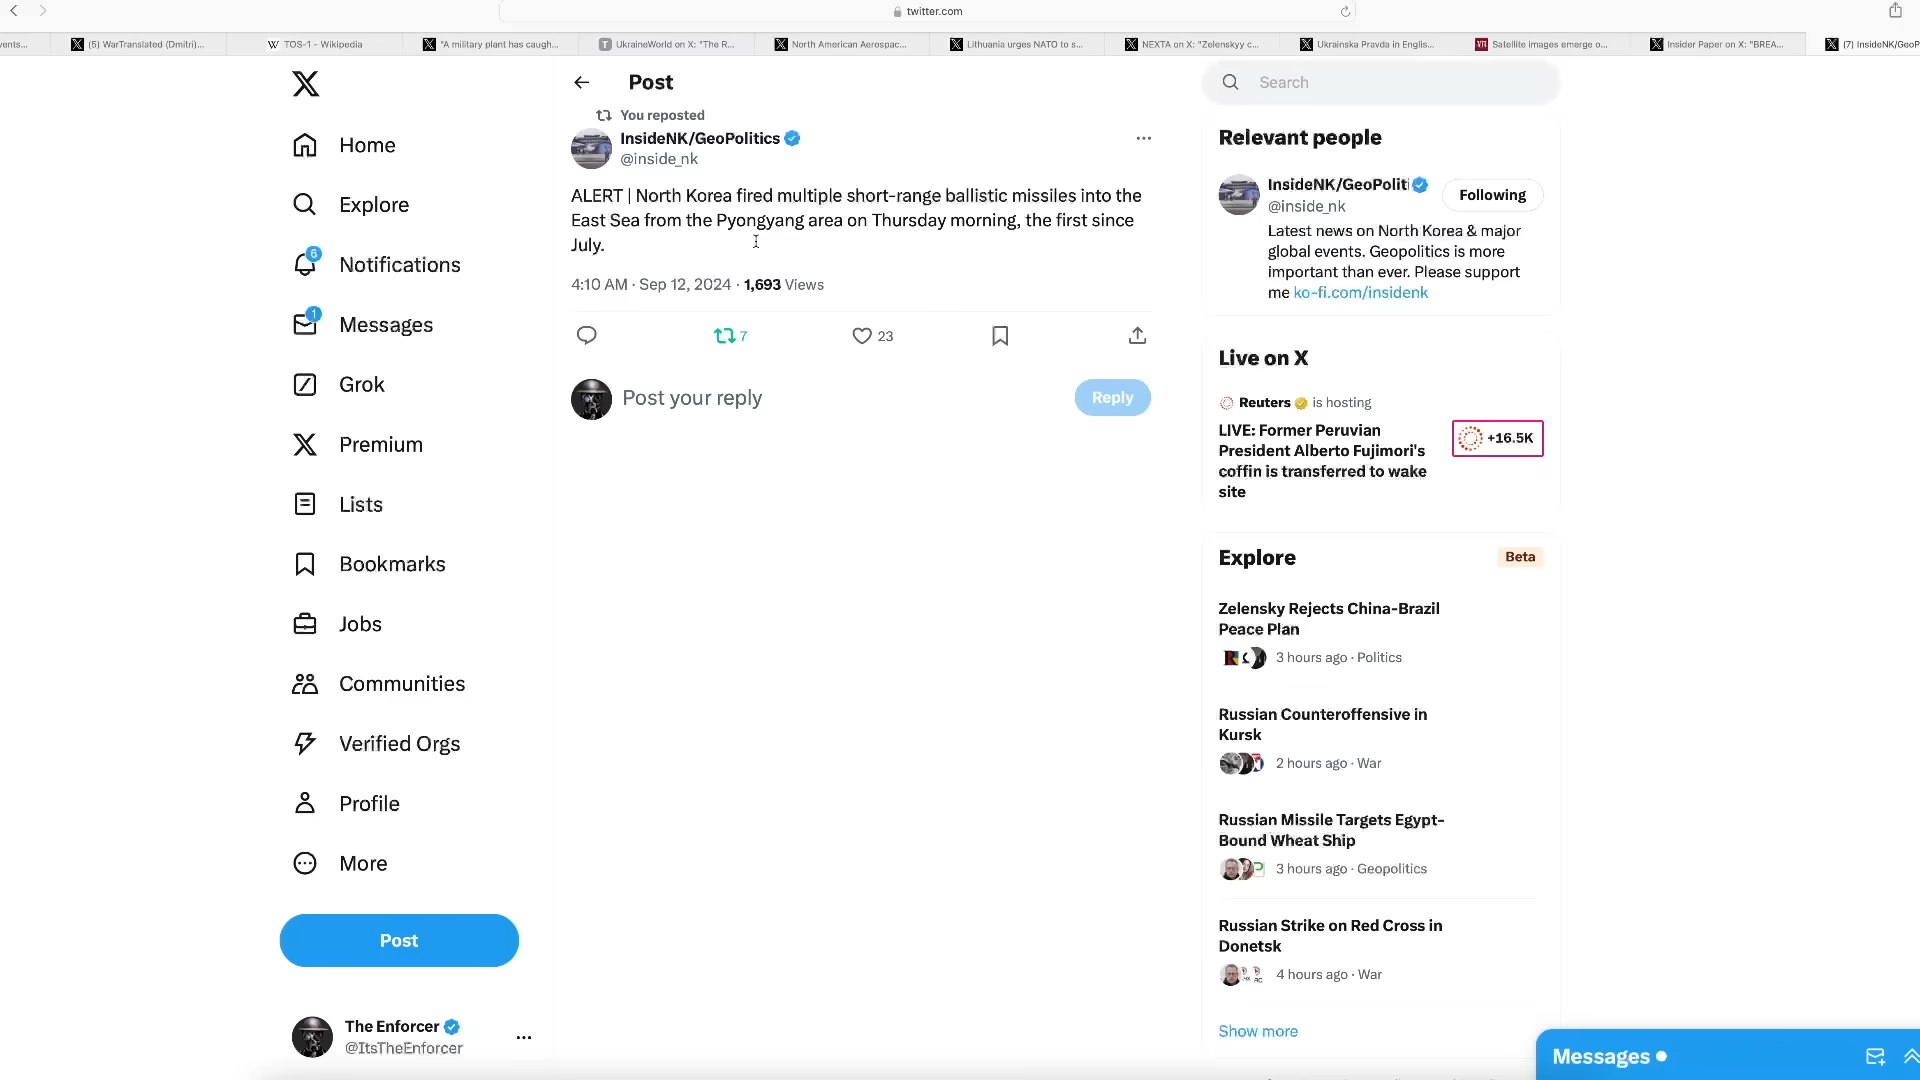 twitter.com
vents...
(5) WarTranslated (Dmitri)...
TOS-1 - Wikipedia
"A military plant has caugh...
UkraineWorld on X: "The R...
North American Aerospac...
Lithuania urges NATO to s...
NEXTA on X: "Zelenskyy c...
Ukrainska Pravda in Englis...
Satellite images emerge o...
Insider Paper on X: "BREA...
(7) InsideNK/GeoP
Home
Explore
6
Notifications
1
Messages
Grok
Premium
Lists
Bookmarks
Jobs
Communities
Verified Orgs
Profile
More
Post
The Enforcer
@ItsTheEnforcer
Post
You reposted
InsideNK/GeoPolitics
@inside_nk
ALERT | North Korea fired multiple short-range ballistic missiles into the
East Sea from the Pyongyang area on Thursday morning, the first since
July.
4:10 AM · Sep 12, 2024 · 1,693 Views
7
23
Post your reply
Reply
Search
Relevant people
InsideNK/GeoPoliti
@inside_nk
Following
Latest news on North Korea & major
global events. Geopolitics is more
important than ever. Please support
me ko-fi.com/insidenk
Live on X
Reuters is hosting
LIVE: Former Peruvian
President Alberto Fujimori's
coffin is transferred to wake
site
+16.5K
Explore
Beta
Zelensky Rejects China-Brazil
Peace Plan
3 hours ago · Politics
Russian Counteroffensive in
Kursk
2 hours ago · War
Russian Missile Targets Egypt-
Bound Wheat Ship
3 hours ago · Geopolitics
Russian Strike on Red Cross in
Donetsk
4 hours ago · War
Show more
Messages